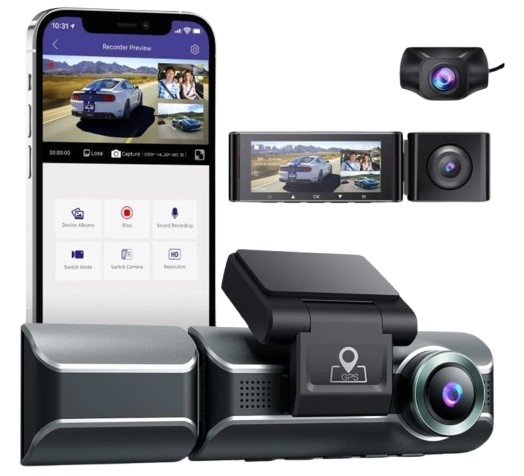 10:31
Recorder Preview
00:00:00
Lose
Capture
Device Albums
Stop
Sound Recording
Switch Mode
Switch Camera
HD
Resolution
OK
M
GPS